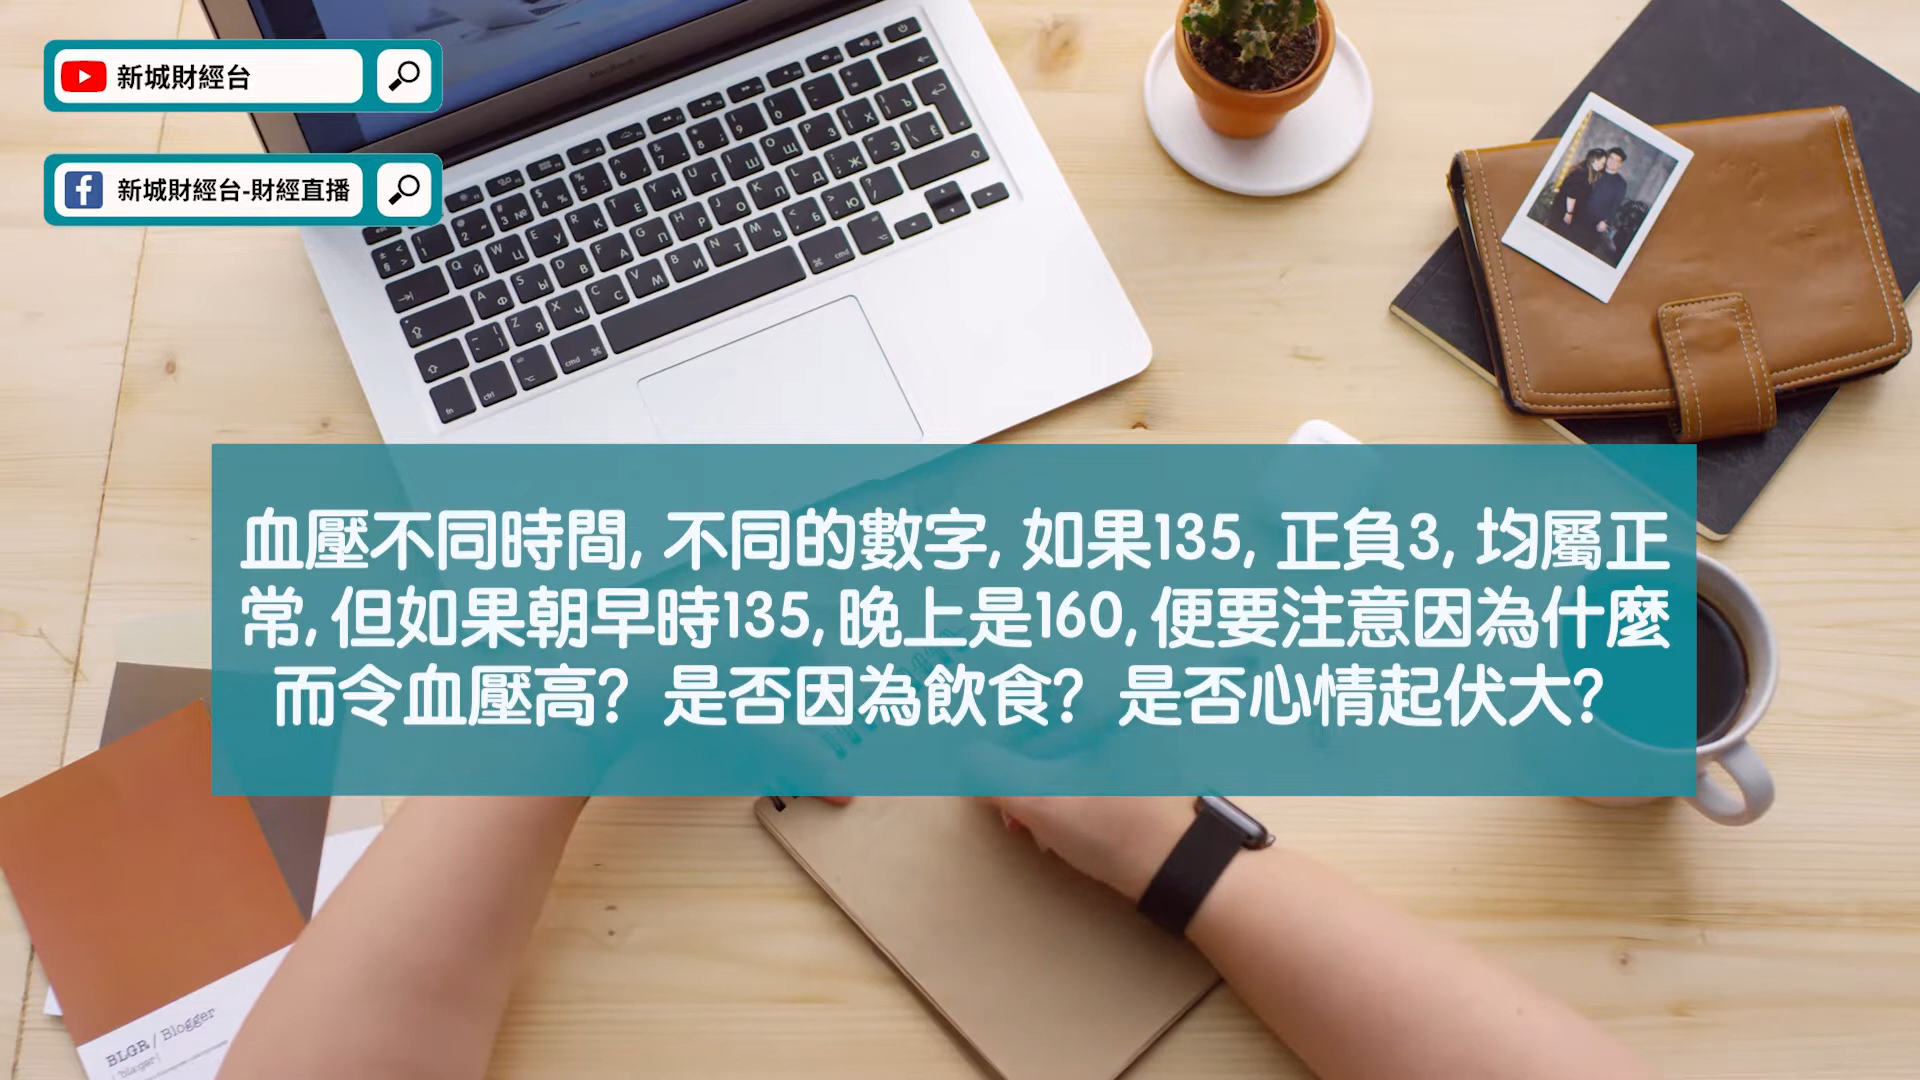 新城財經台
新城財經台-財經直播
血壓不同時間, 不同的數字, 如果135, 正負3, 均屬正
常, 但如果朝早時135, 晚上是160, 便要注意因為什麼
而令血壓高? 是否因為飲食? 是否心情起伏大?
BLGR / Blogger